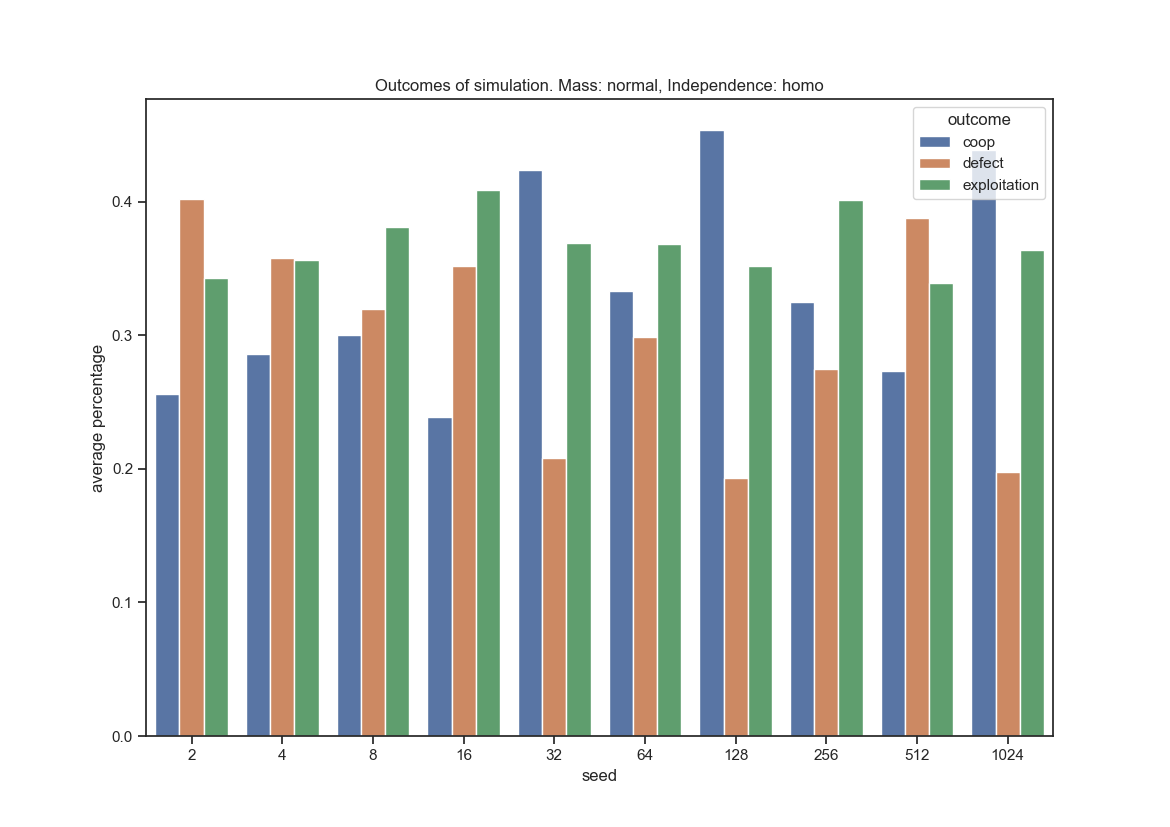 Outcomes of simulation. Mass: normal, Independence: homo
outcome
coop
defect
exploitation
average percentage
0.4
0.3
0.2
0.1
0.0
2 4 8 16 32 64 128 256 512 1024
seed